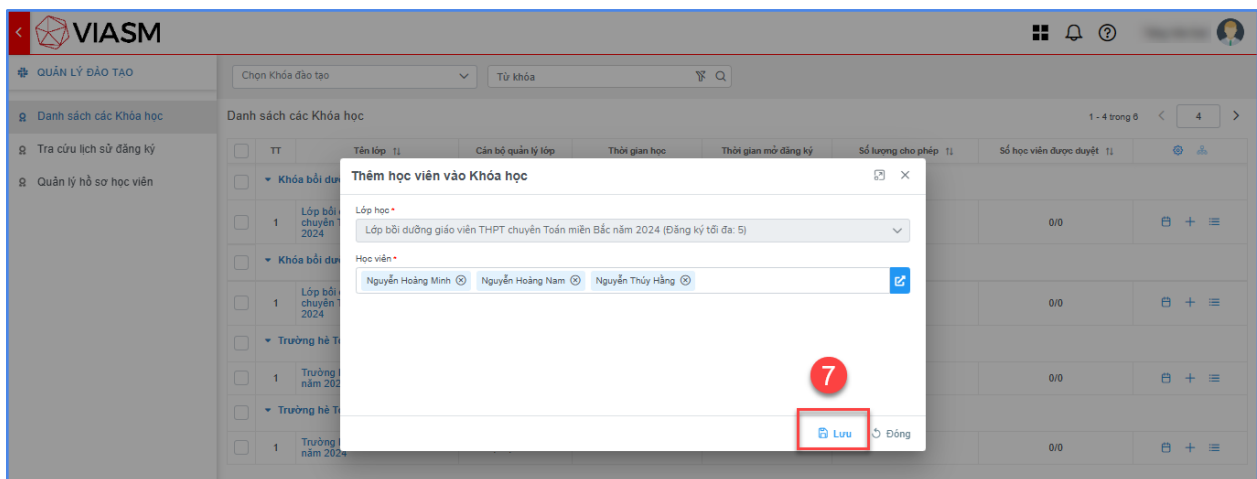 VIASM
QUẢN LÝ ĐÀO TẠO
Chọn Khóa đào tạo
Từ khóa
Danh sách các Khóa học
Tra cứu lịch sử đăng ký
Quản lý hồ sơ học viên
Danh sách các Khóa học
1 - 4 trong 6
4
TT Tên lớp Cán bộ quản lý lớp Thời gian học Thời gian mở đăng ký Số lượng cho phép Số học viên được duyệt
Khóa bồi dư
1 Lớp bồi
chuyên T
2024
0/0
Khóa bồi dư
1 Lớp bồi
chuyên T
2024
0/0
Trường hè T
1 Trường
năm 202
0/0
Trường hè T
1 Trường
năm 2024
0/0
Thêm học viên vào Khóa học
Lớp học *
Lớp bồi dưỡng giáo viên THPT chuyên Toán miền Bắc năm 2024 (Đăng ký tối đa: 5)
Học viên *
Nguyễn Hoàng Minh Nguyễn Hoàng Nam Nguyễn Thúy Hằng
7
Lưu Đóng